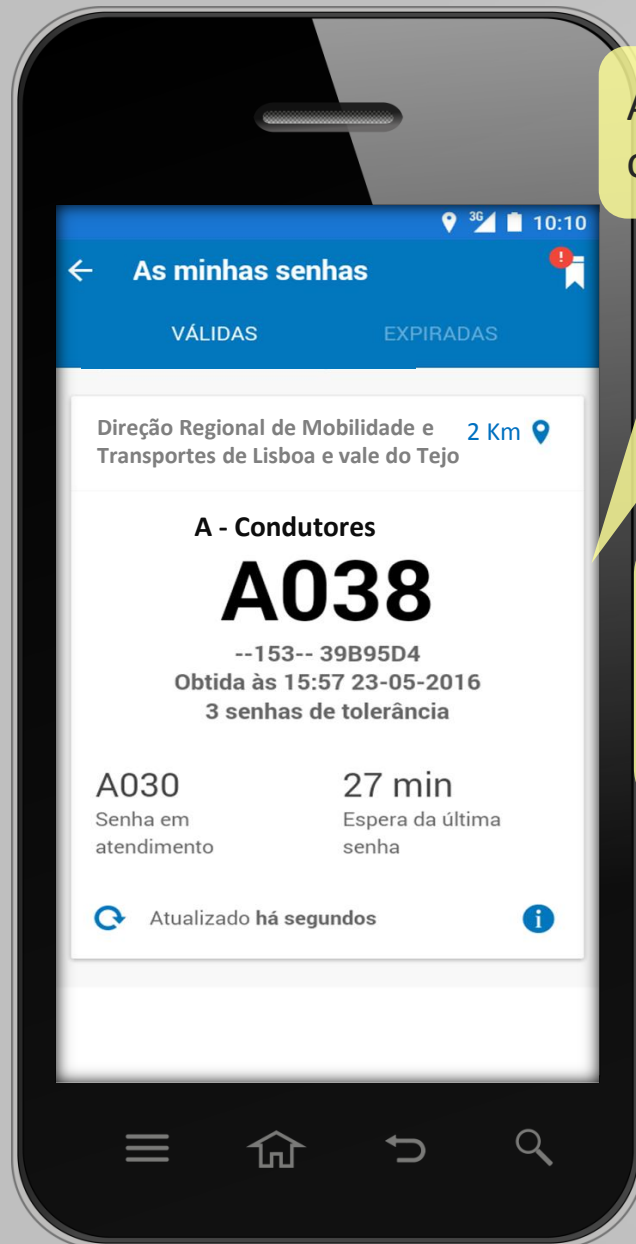 3G 10:10
As minhas senhas
!
VÁLIDAS EXPIRADAS
Direção Regional de Mobilidade e 2 Km
Transportes de Lisboa e vale do Tejo
A - Condutores
A038
--153-- 39B95D4
Obtida às 15:57 23-05-2016
3 senhas de tolerância
A030 27 min
Senha em Espera da última
atendimento senha
Atualizado há segundos i